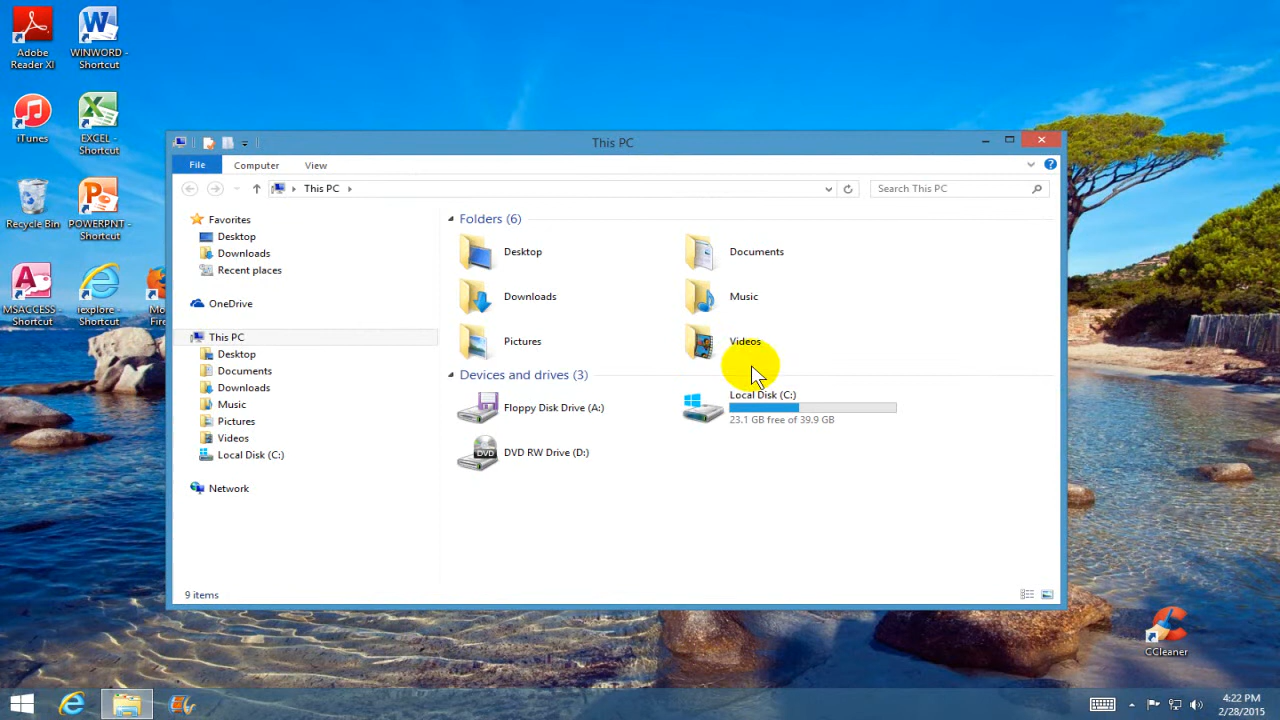 Adobe
Reader XI
WINWORD -
Shortcut
iTunes
EXCEL -
Shortcut
Recycle Bin
POWERPNT -
Shortcut
MSACCESS -
Shortcut
iexplore -
Shortcut
Mo
Fire
This PC
File
Computer
View
This PC
Search This PC
Favorites
Desktop
Downloads
Recent places
OneDrive
This PC
Desktop
Documents
Downloads
Music
Pictures
Videos
Local Disk (C:)
Network
Folders (6)
Desktop
Documents
Downloads
Music
Pictures
Videos
Devices and drives (3)
Floppy Disk Drive (A:)
Local Disk (C:)
23.1 GB free of 39.9 GB
DVD
DVD RW Drive (D:)
9 items
CCleaner
4:22 PM
2/28/2015